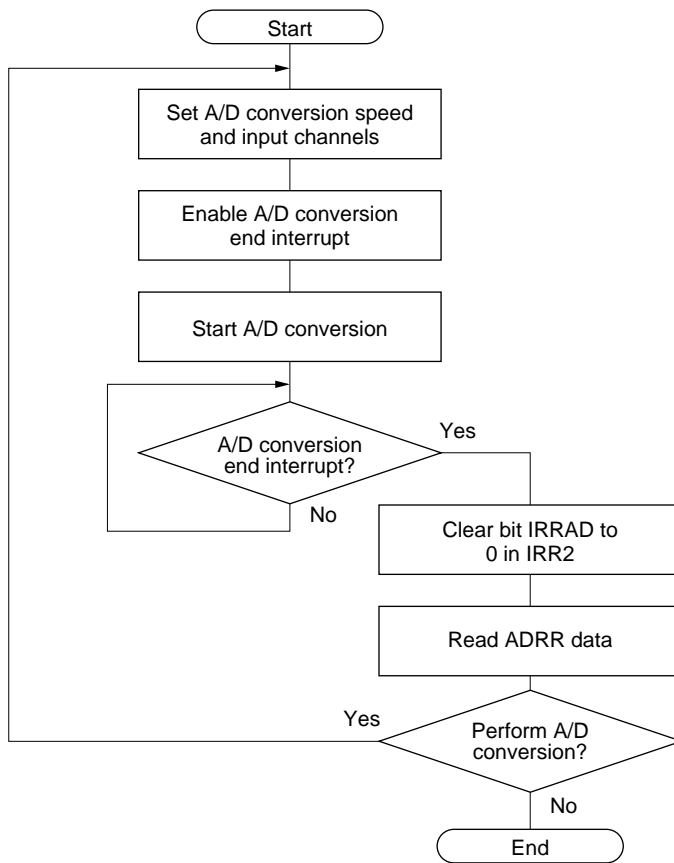 Start
Set A/D conversion speed
and input channels
Enable A/D conversion
end interrupt
Start A/D conversion
A/D conversion
end interrupt?
Yes
No
Clear bit IRRAD to
0 in IRR2
Read ADRR data
Yes
Perform A/D
conversion?
No
End